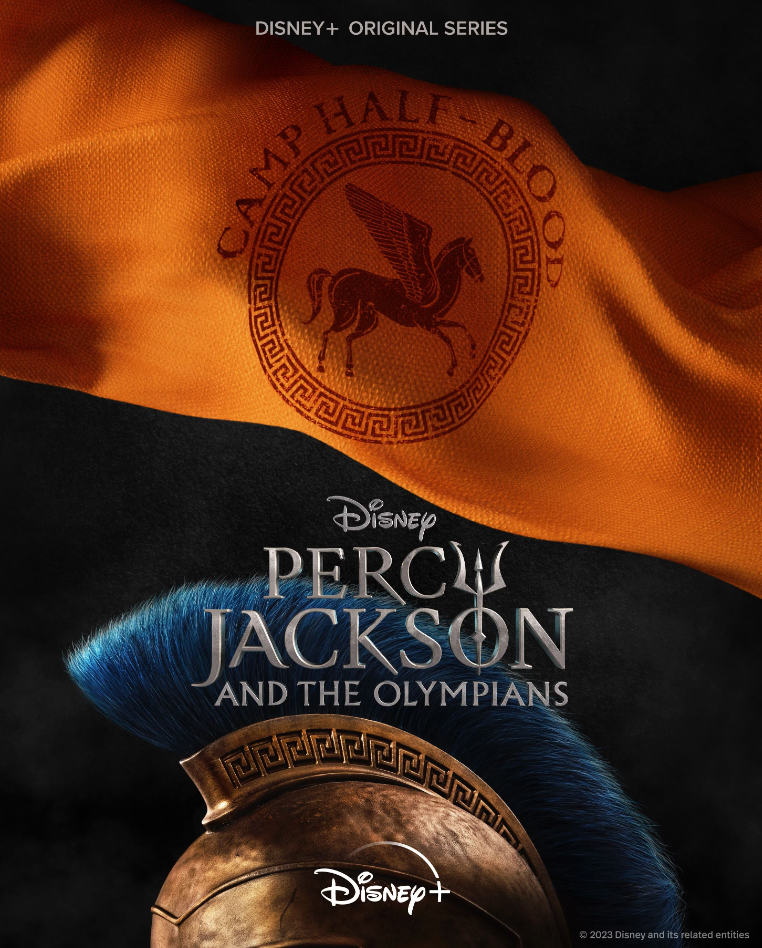 DISNEY+ ORIGINAL SERIES
CAMP HALF-BLOOD
Disney
PERCY
JACKSON
AND THE OLYMPIANS
Disney+
© 2023 Disney and its related entities